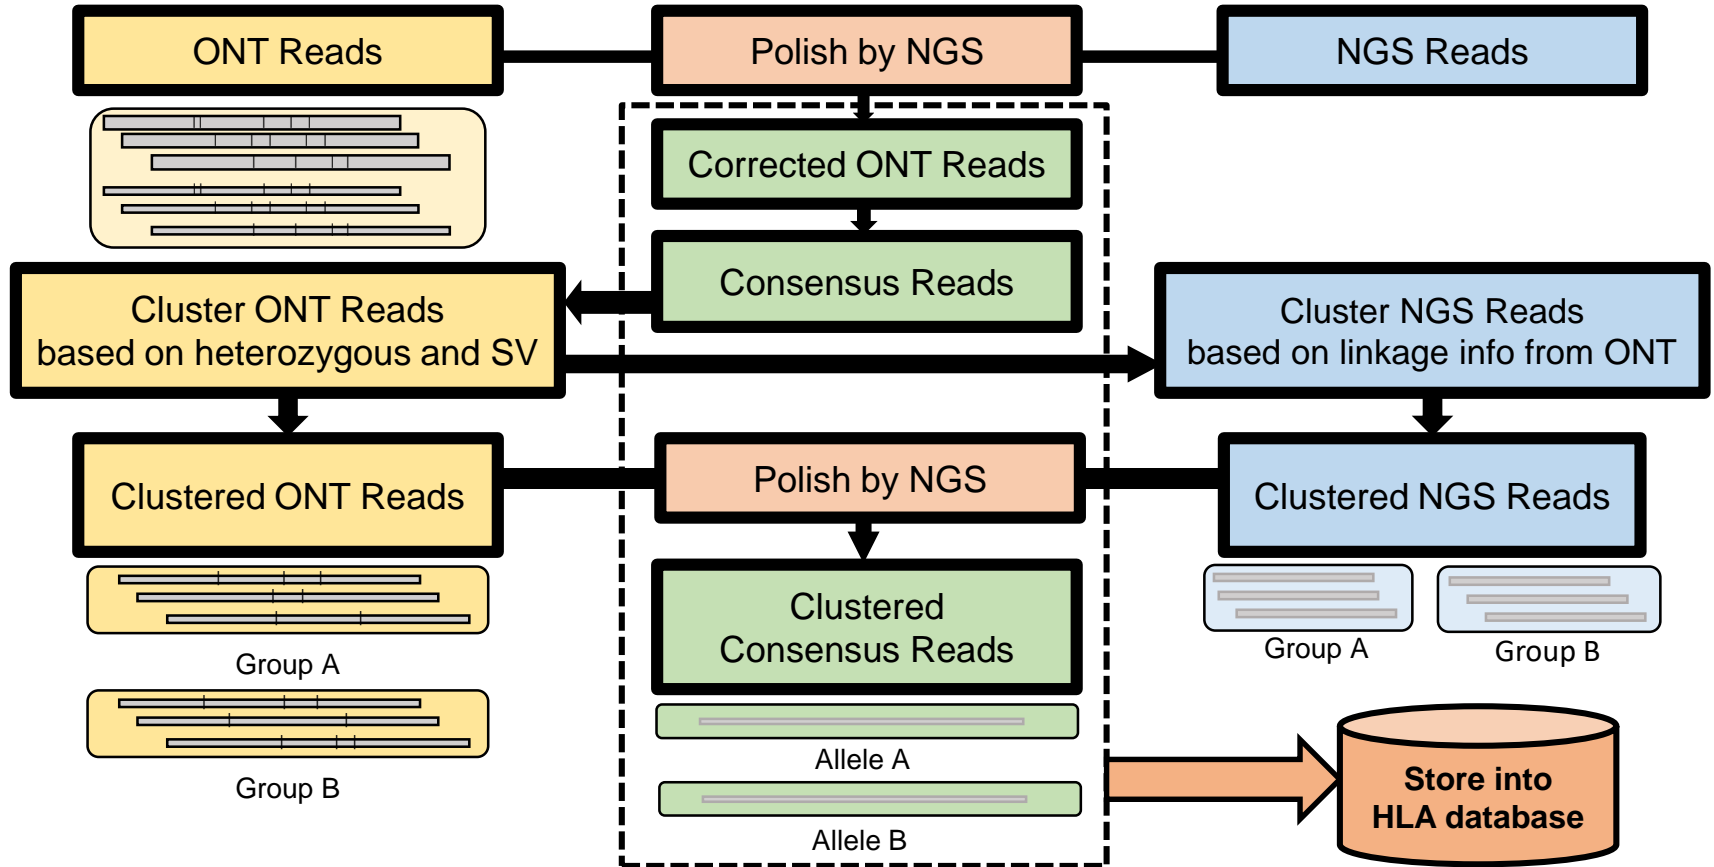 ONT Reads
Polish by NGS
NGS Reads
Corrected ONT Reads
Consensus Reads
Cluster ONT Reads
based on heterozygous and SV
Cluster NGS Reads
based on linkage info from ONT
Clustered ONT Reads
Polish by NGS
Clustered NGS Reads
Group A
Group B
Clustered
Consensus Reads
Allele A
Allele B
Group A
Group B
Store into
HLA database